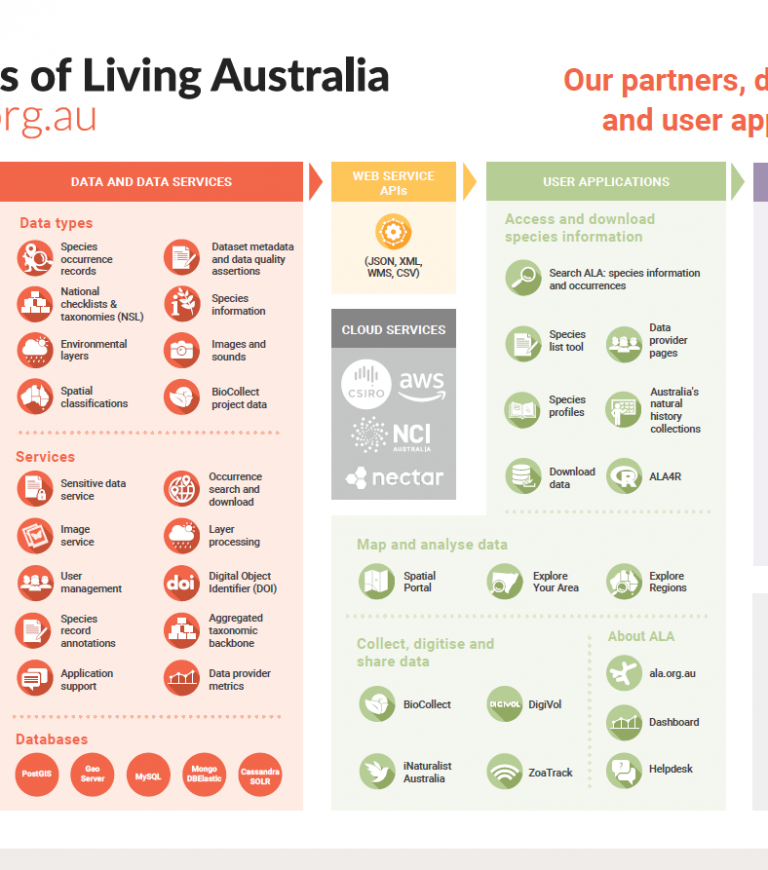 s of Living Australia
org.au
Our partners, d
and user app
DATA AND DATA SERVICES
Data types
Species
occurrence
records
Dataset metadata
and data quality
assertions
National
checklists &
taxonomies (NSL)
Species
information
Environmental
layers
Images and
sounds
Spatial
classifications
BioCollect
project data
Services
Sensitive data
service
Occurrence
search and
download
Image
service
Layer
processing
User
management
doi
Digital Object
Identifier (DOI)
Species
record
annotations
Aggregated
taxonomic
backbone
Application
support
Data provider
metrics
Databases
PostGIS
Geo
Server
MySQL
Mongo
DBElastic
Cassandra
SOLR
WEB SERVICE
APIs
(JSON, XML,
WMS, CSV)
CLOUD SERVICES
CSIRO
aws
NCI
AUSTRALIA
nectar
USER APPLICATIONS
Access and download
species information
Search ALA: species information
and occurrences
Species
list tool
Data
provider
pages
Species
profiles
Australia's
natural
history
collections
Download
data
R
ALA4R
Map and analyse data
Spatial
Portal
Explore
Your Area
Explore
Regions
Collect, digitise and
share data
BioCollect
DIGIVOL
DigiVol
iNaturalist
Australia
ZoaTrack
About ALA
ala.org.au
Dashboard
?
Helpdesk